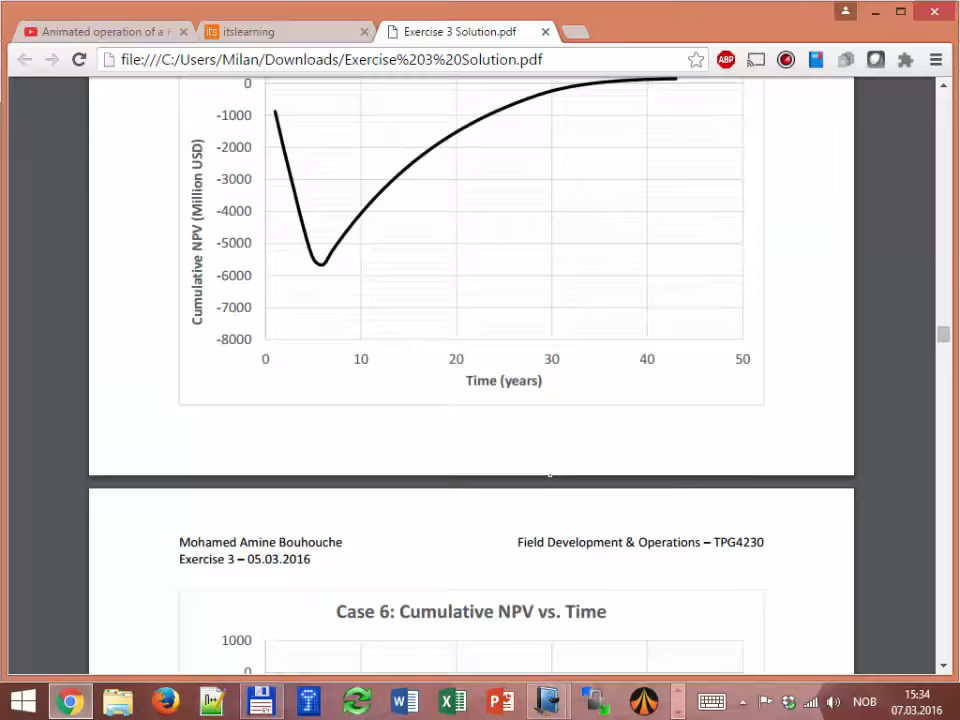 Animated operation of a
itslearning
Exercise 3 Solution.pdf
file:///C:/Users/Milan/Downloads/Exercise%203%20Solution.pdf
ABP
0
-1000
-2000
-3000
-4000
-5000
-6000
-7000
-8000
Cumulative NPV (Million USD)
0 10 20 30 40 50
Time (years)
Mohamed Amine Bouhouche
Field Development & Operations – TPG4230
Exercise 3 – 05.03.2016
Case 6: Cumulative NPV vs. Time
1000
0
NOB
15:34
07.03.2016